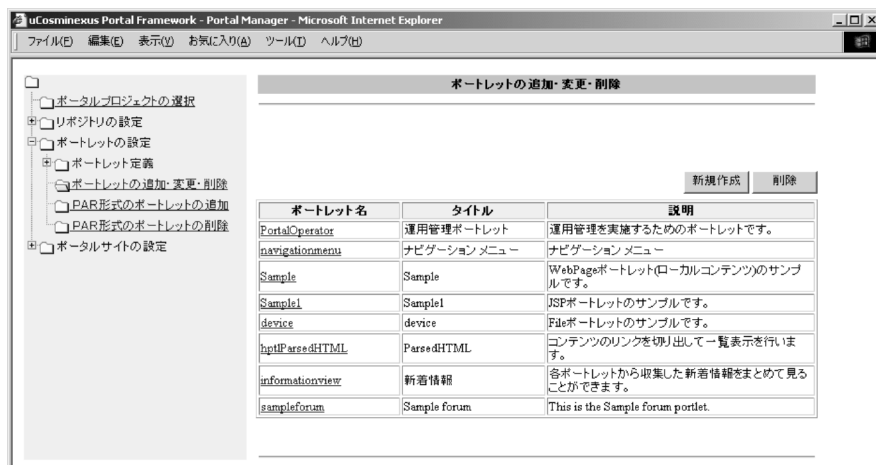 uCosminexus Portal Framework - Portal Manager - Microsoft Internet Explorer
ファイル(F) 編集(E) 表示(V) お気に入り(A) ツール(T) ヘルプ(H)
ポータルプロジェクトの選択
リポジトリの設定
ポートレットの設定
ポートレット定義
ポートレットの追加・変更・削除
PAR形式のポートレットの追加
PAR形式のポートレットの削除
ポータルサイトの設定
ポートレットの追加・変更・削除
新規作成 削除
ポートレット名 タイトル 説明
PortalOperator 運用管理ポートレット 運用管理を実施するためのポートレットです。
navigationmenu ナビゲーション メニュー ナビゲーション メニュー
Sample Sample WebPageポートレット(ローカルコンテンツ)のサンプ
ルです。
Sample1 Sample1 JSPポートレットのサンプルです。
device device Fileポートレットのサンプルです。
hptlParsedHTML ParsedHTML コンテンツのリンクを切り出して一覧表示を行いま
す。
informationview 新着情報 各ポートレットから収集した新着情報をまとめて見る
ことができます。
sampleforum Sample forum This is the Sample forum portlet.